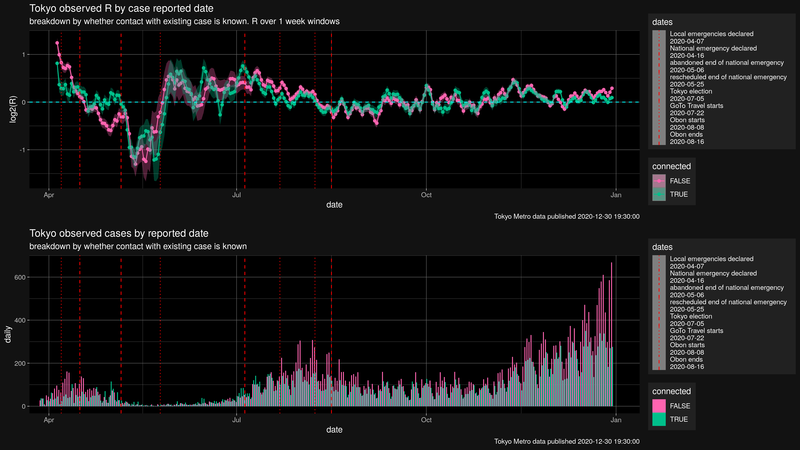 Tokyo observed R by case reported date
breakdown by whether contact with existing case is known. R over 1 week windows
log2(R)
1
0
-1
Apr
Jul
Oct
Jan
date
Tokyo Metro data published 2020-12-30 19:30:00
dates
Local emergencies declared
2020-04-07
National emergency declared
2020-04-16
abandoned end of national emergency
2020-05-06
rescheduled end of national emergency
2020-05-25
Tokyo election
2020-07-05
GoTo Travel starts
2020-07-22
Obon starts
2020-08-08
Obon ends
2020-08-16
connected
FALSE
TRUE
Tokyo observed cases by reported date
breakdown by whether contact with existing case is known
daily
600
400
200
0
Apr
Jul
Oct
Jan
date
Tokyo Metro data published 2020-12-30 19:30:00
dates
Local emergencies declared
2020-04-07
National emergency declared
2020-04-16
abandoned end of national emergency
2020-05-06
rescheduled end of national emergency
2020-05-25
Tokyo election
2020-07-05
GoTo Travel starts
2020-07-22
Obon starts
2020-08-08
Obon ends
2020-08-16
connected
FALSE
TRUE